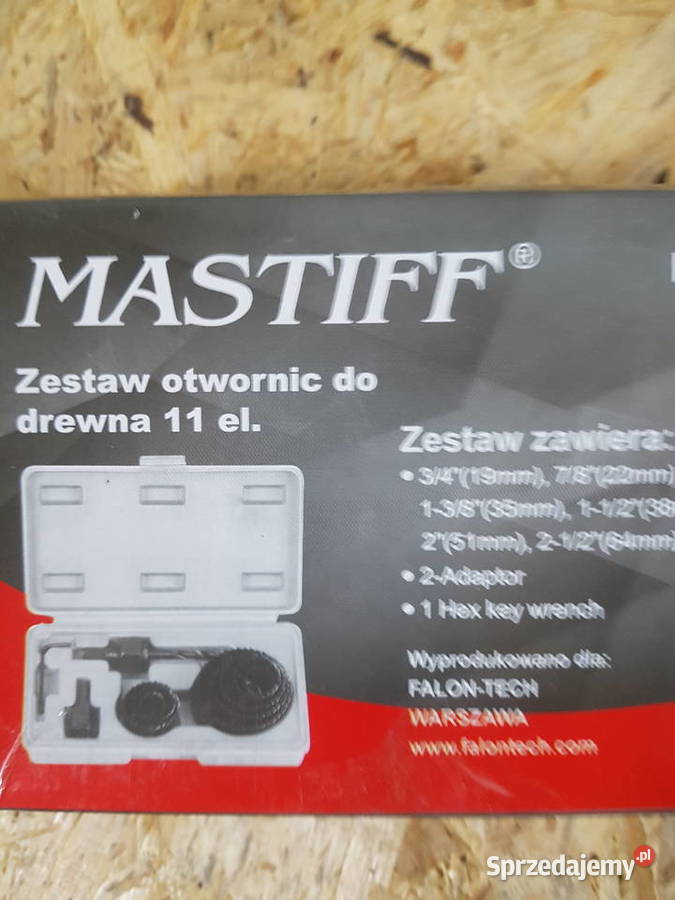 MASTIFF®
Zestaw otwornic do
drewna 11 el.
Zestaw zawiera:
• 3/4"(19mm), 7/8"(22mm)
1-3/8"(35mm), 1-1/2"(38
2"(51mm), 2-1/2"(64mm)
• 2-Adaptor
• 1 Hex key wrench
Wyprodukowano dla:
FALON-TECH
WARSZAWA
www.falontech.com
Sprzedajemy.pl